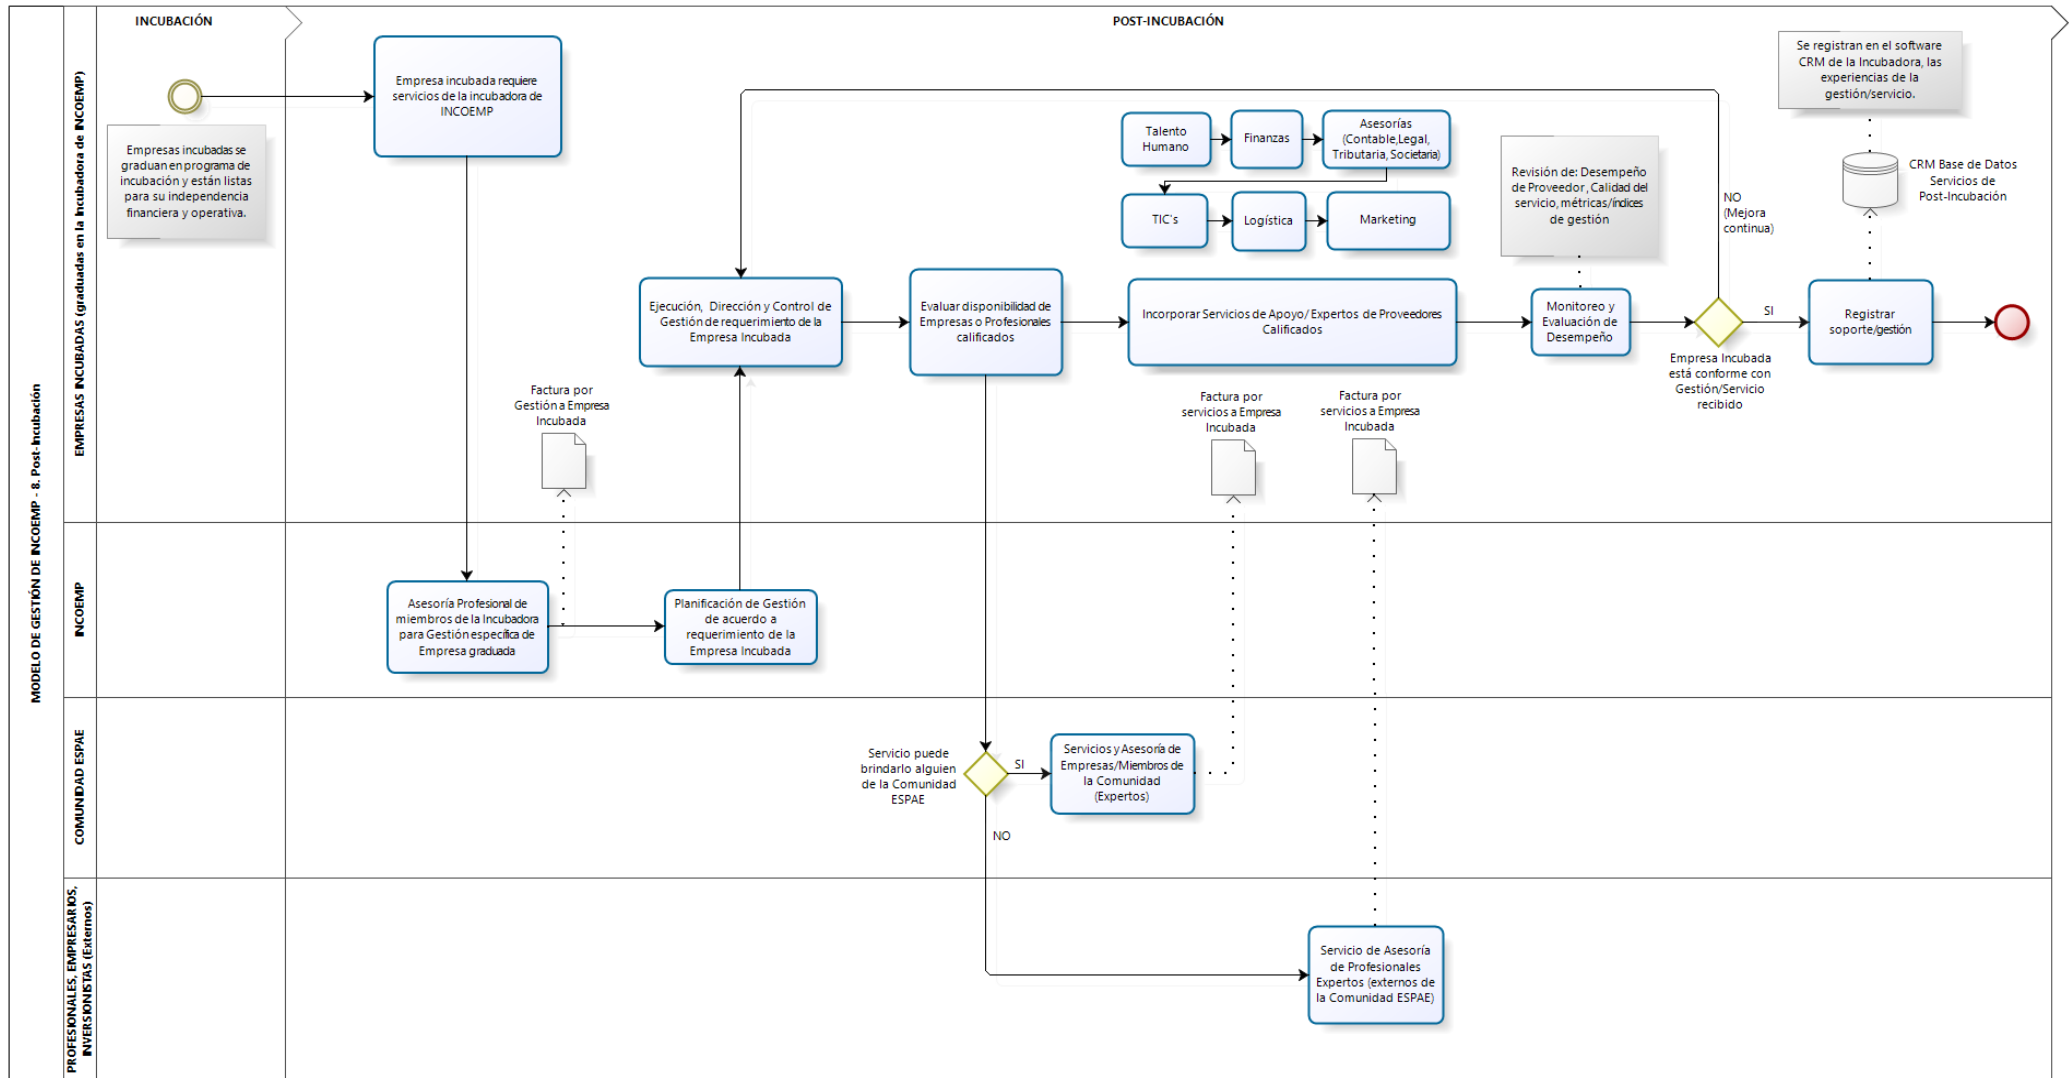 MODELO DE GESTIÓN DE INCOEMP - 8. Post-Incubación
INCUBACIÓN
POST-INCUBACIÓN
EMPRESAS INCUBADAS (graduadas en la Incubadora de INCOEMP)
Empresas incubadas se
graduan en programa de
incubación y están listas
para su independencia
financiera y operativa.
Empresa incubada requiere
servicios de la incubadora de
INCOEMP
Ejecución, Dirección y Control de
Gestión de requerimiento de la
Empresa Incubada
Evaluar disponibilidad de
Empresas o Profesionales
calificados
Talento
Humano
Finanzas
Asesorías
(Contable,Legal,
Tributaria, Societaria)
TIC's
Logística
Marketing
Incorporar Servicios de Apoyo/ Expertos de Proveedores
Calificados
Revisión de: Desempeño
de Proveedor, Calidad del
servicio, métricas/índices
de gestión
Monitoreo y
Evaluación de
Desempeño
NO
(Mejora
continua)
SI
Empresa Incubada
está conforme con
Gestión/Servicio
recibido
Se registran en el software
CRM de la Incubadora, las
experiencias de la
gestión/servicio.
CRM Base de Datos
Servicios de
Post-Incubación
Registrar
soporte/gestión
Factura por
Gestión a Empresa
Incubada
Factura por
servicios a Empresa
Incubada
Factura por
servicios a Empresa
Incubada
INCOEMP
Asesoría Profesional de
miembros de la Incubadora
para Gestión específica de
Empresa graduada
Planificación de Gestión
de acuerdo a
requerimiento de la
Empresa Incubada
COMUNIDAD ESPAE
Servicio puede
brindarlo alguien
de la Comunidad
ESPAE
SI
NO
Servicios y Asesoría de
Empresas/Miembros de
la Comunidad
(Expertos)
PROFESIONALES, EMPRESARIOS,
INVERSIONISTAS (Externos)
Servicio de Asesoría
de Profesionales
Expertos (externos de
la Comunidad ESPAE)